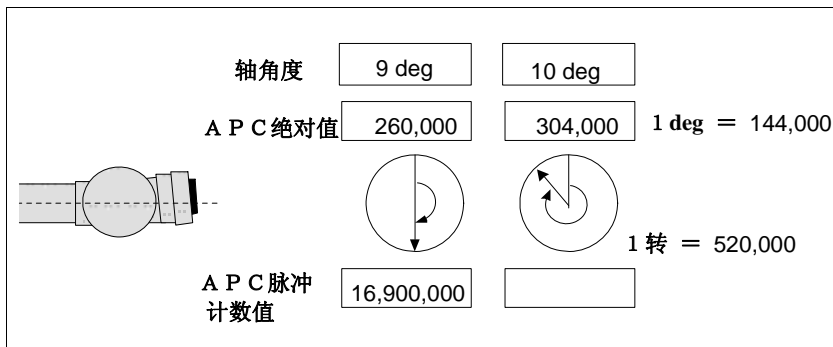 轴角度 9 deg 10 deg
ＡＰＣ绝对值 260,000 304,000 1 deg ＝ 144,000
1 转 ＝ 520,000
ＡＰＣ脉冲 16,900,000
计数值